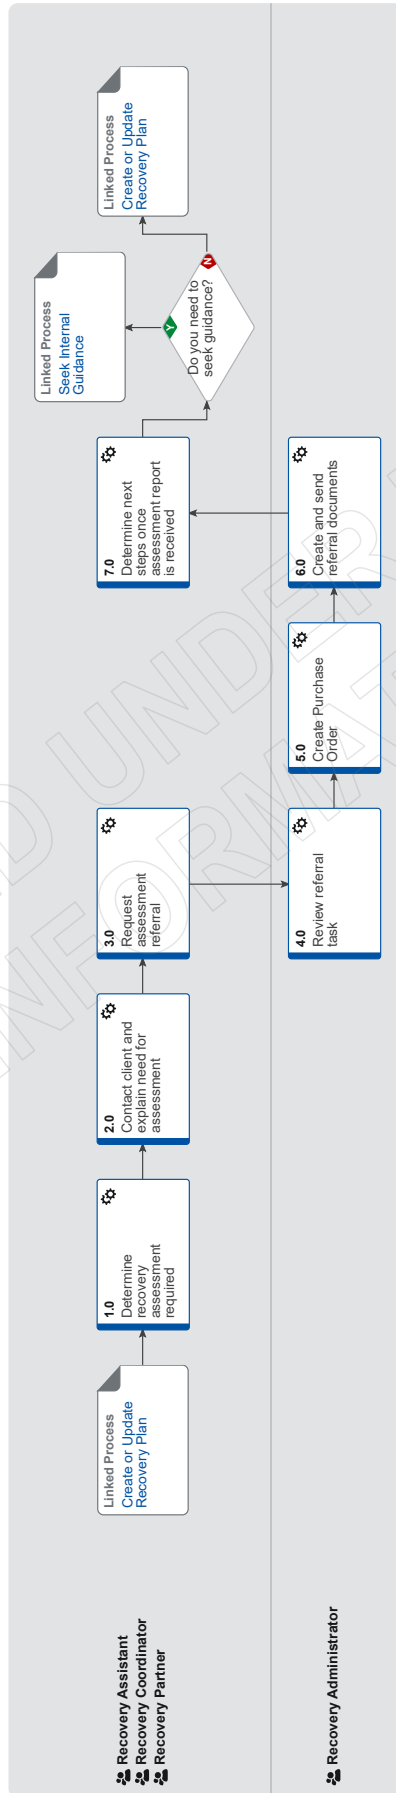 Recovery Assistant
Recovery Coordinator
Recovery Partner
Linked Process
Create or Update
Recovery Plan
1.0
Determine
recovery
assessment
required
2.0
Contact client and
explain need for
assessment
3.0
Request
assessment
referral
7.0
Determine next
steps once
assessment report
is received
Do you need to
seek guidance?
Y
N
Linked Process
Seek Internal
Guidance
Linked Process
Create or Update
Recovery Plan
Recovery Administrator
4.0
Review referral
task
5.0
Create Purchase
Order
6.0
Create and send
referral documents